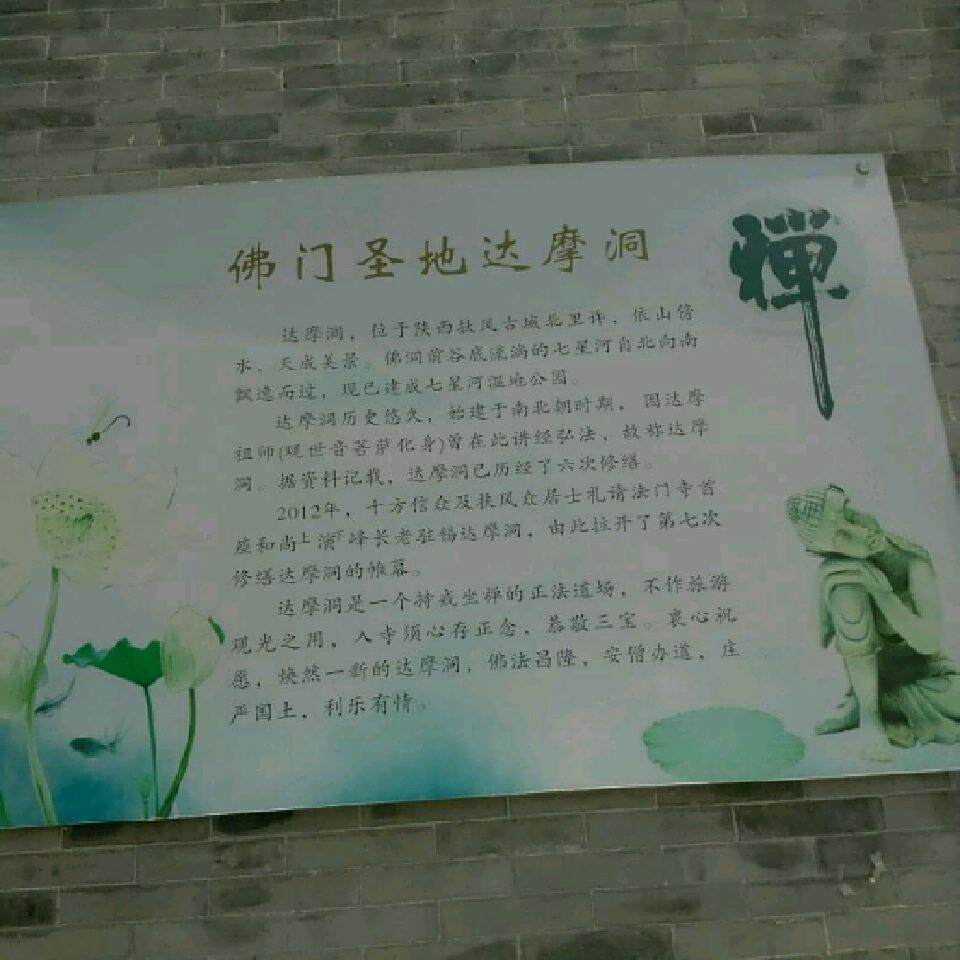 佛门圣地达摩洞
禅
达摩洞，位于陕西扶风古城北里许，依山傍
水、天成美景。佛洞前谷底流淌的七星河自北向南
飘逸而过，现已建成七星河湿地公园。
达摩洞历史悠久，始建于南北朝时期，因达摩
祖师(观世音菩萨化身)曾在此讲经弘法，故称达摩
洞。据资料记载，达摩洞已历经了六次修缮。
2012年，十方信众及扶风众居士礼请法门寺首
座和尚上演下峰长老驻锡达摩洞，由此拉开了第七次
修缮达摩洞的帷幕。
达摩洞是一个持戒坐禅的正法道场，不作旅游
观光之用，入寺须心存正念，恭敬三宝。衷心祝
愿，焕然一新的达摩洞，佛法昌隆，安僧办道，庄
严国土，利乐有情。